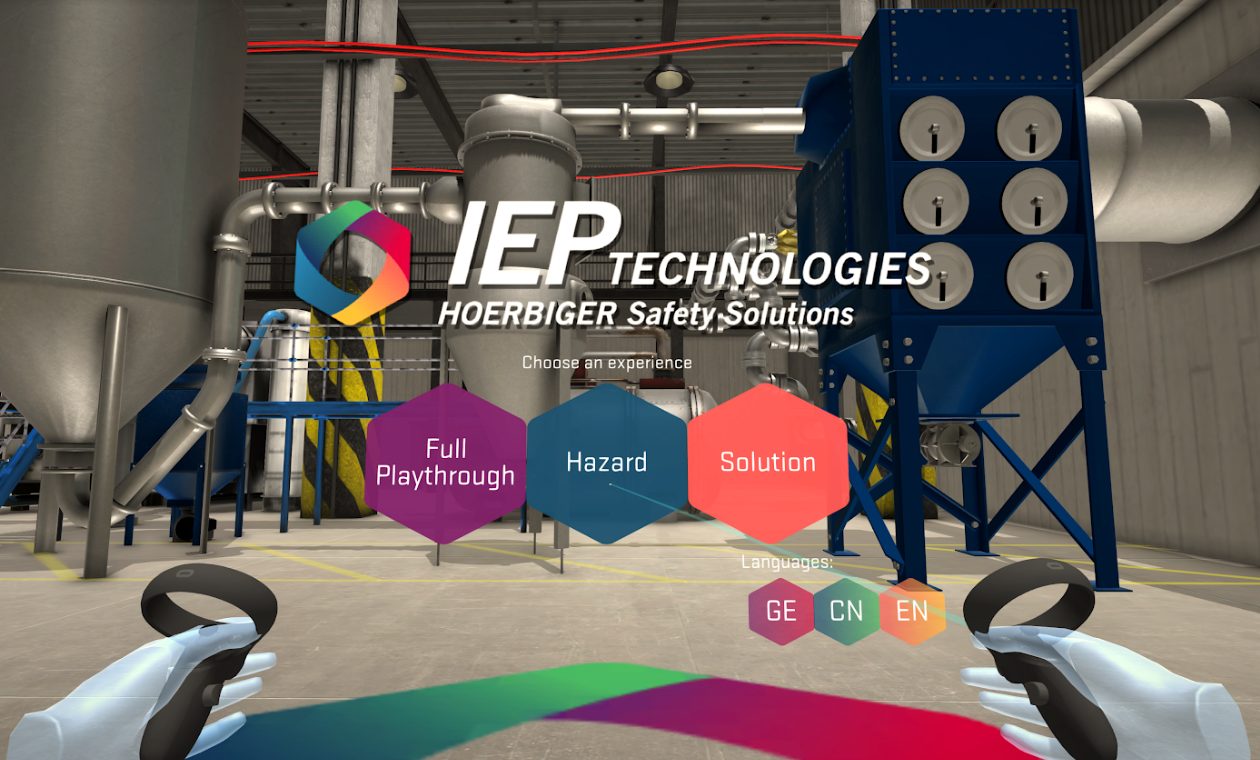 IEP TECHNOLOGIES
HOERBIGER Safety Solutions
Choose an experience
Full
Playthrough
Hazard
Solution
Languages:
GE CN EN